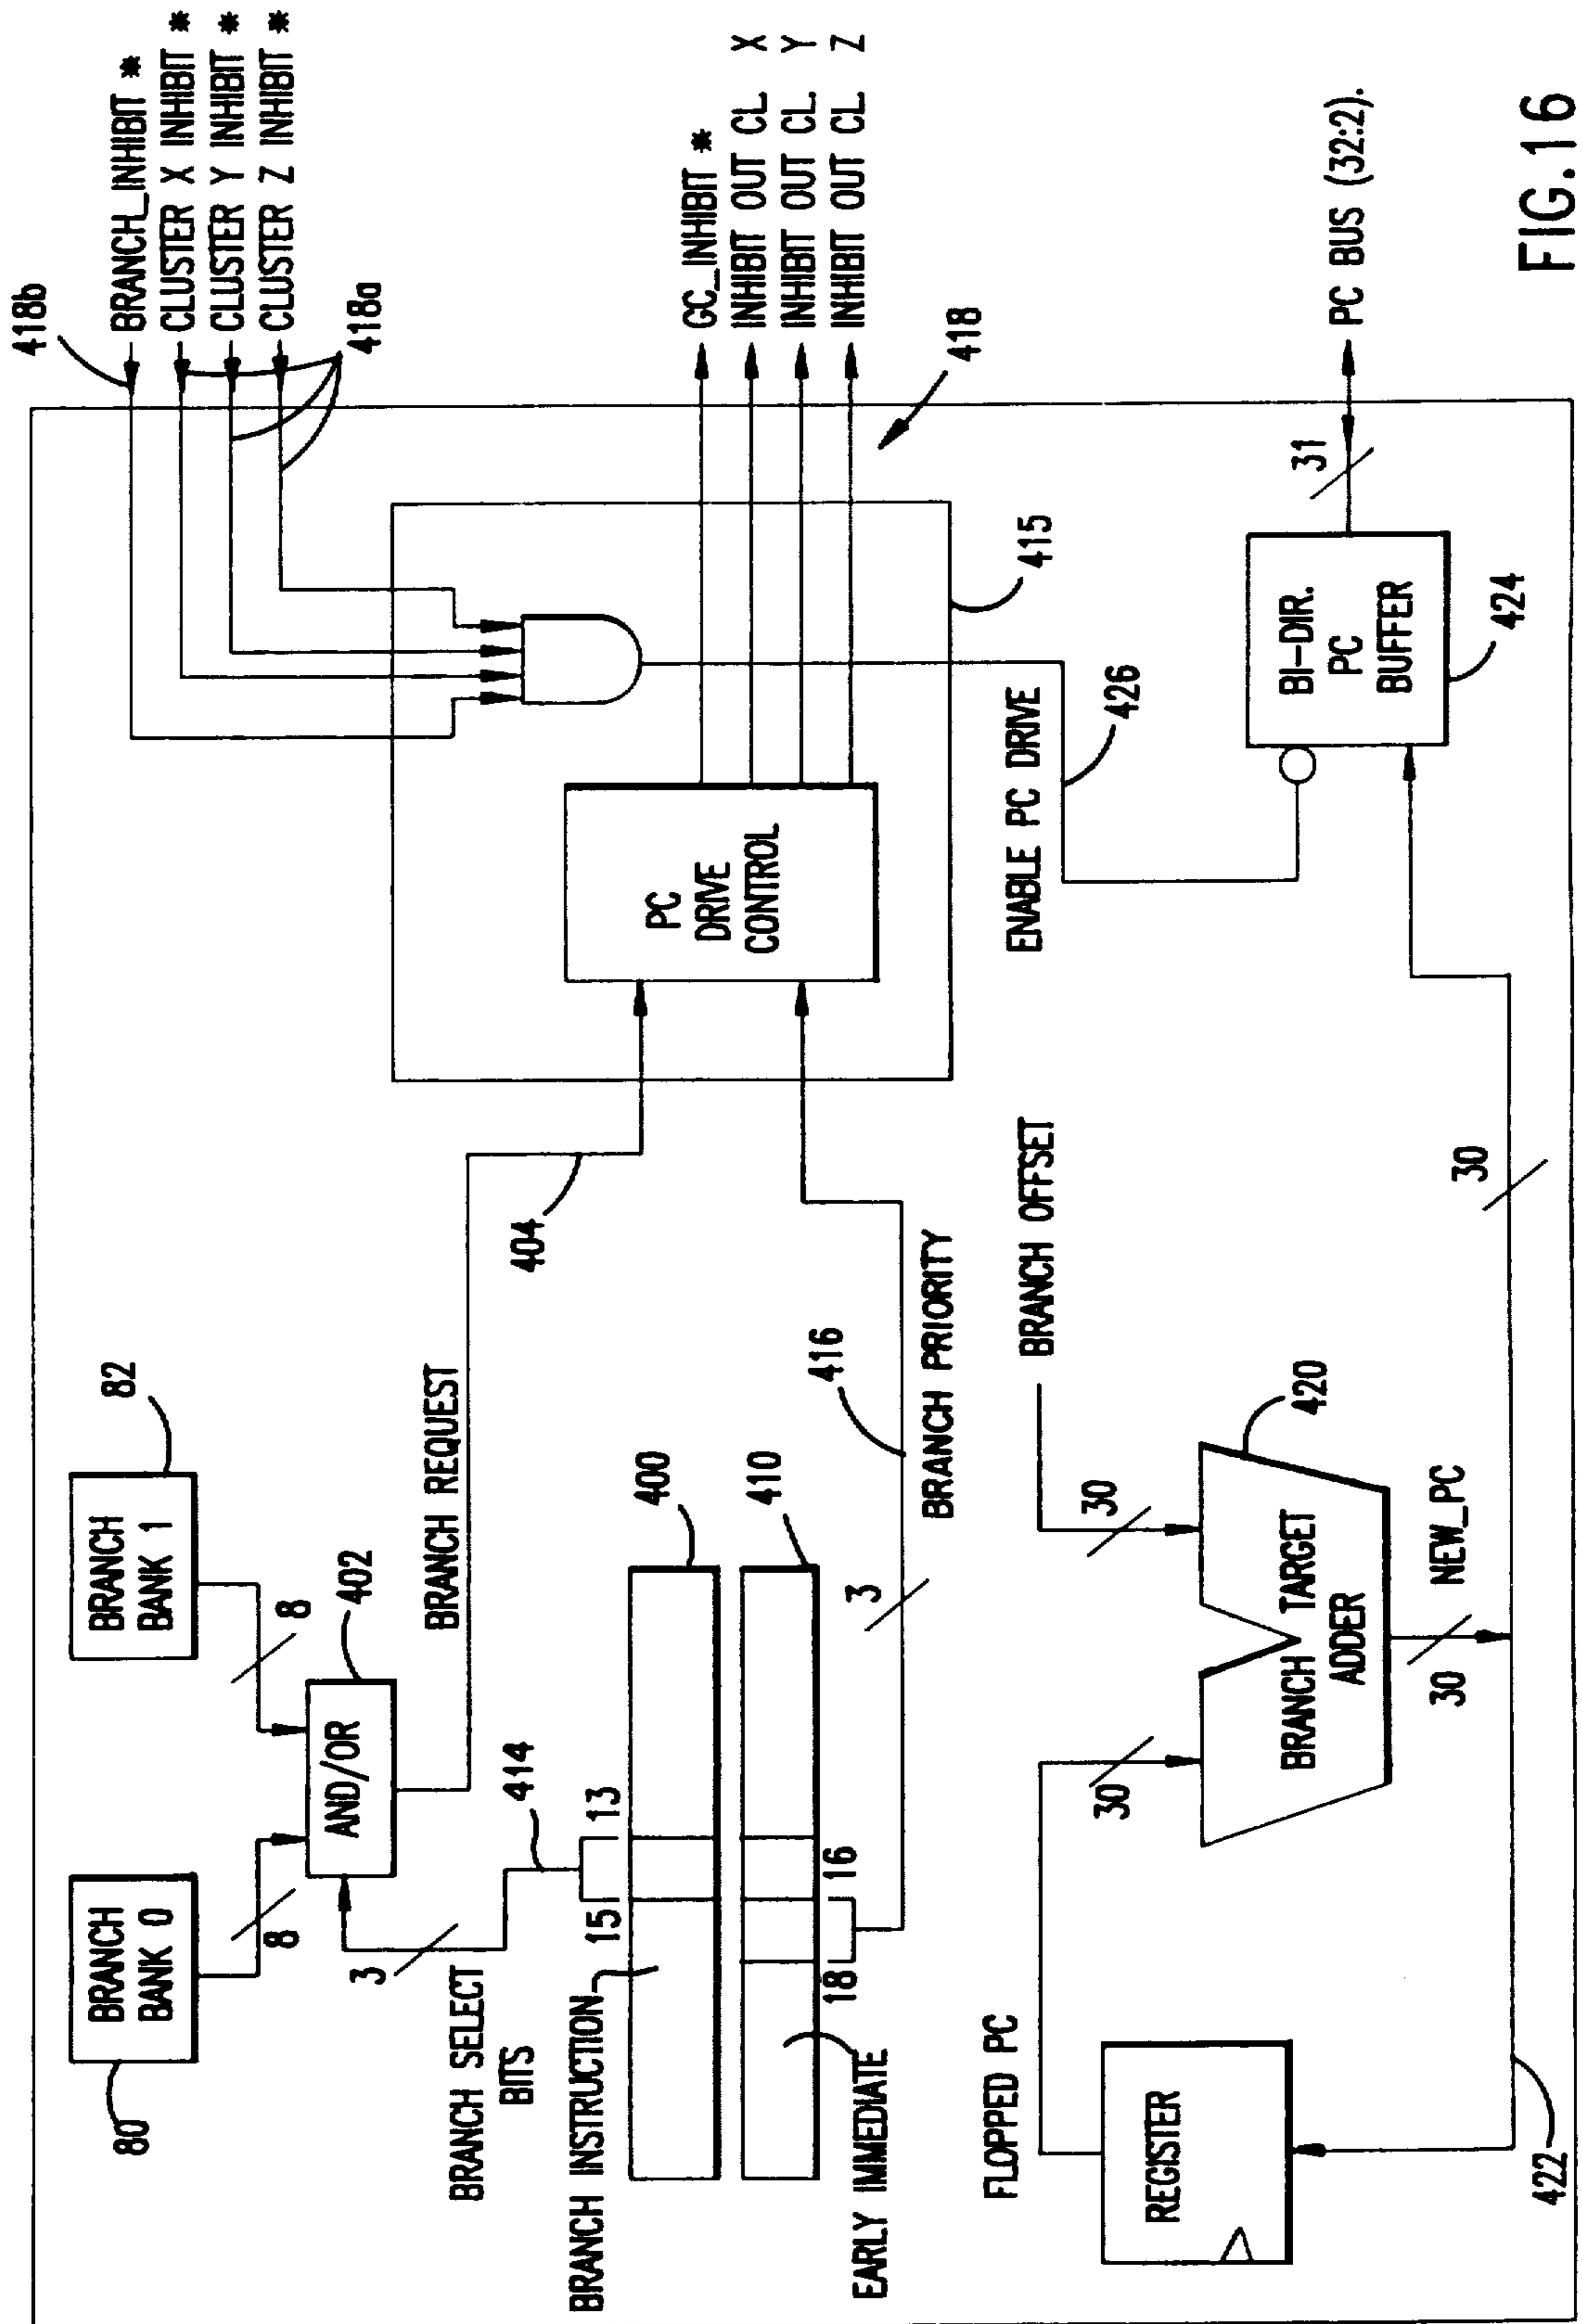 418b
BRANCH_INHIBIT *
CLUSTER X INHIBIT *
CLUSTER Y INHIBIT *
CLUSTER Z INHIBIT *
418a
GC_INHIBIT *
INHIBIT OUT CL. X
INHIBIT OUT CL. Y
INHIBIT OUT CL. Z
418
BRANCH
BANK 0
80
8
BRANCH
BANK 1
82
8
AND/OR
402
BRANCH REQUEST
404
3
BRANCH SELECT
BITS
414
15
13
BRANCH INSTRUCTION
400
410
EARLY IMMEDIATE
18
16
3
416
BRANCH PRIORITY
PC
DRIVE
CONTROL
415
ENABLE PC DRIVE
426
BI-DIR.
PC
BUFFER
424
31
PC BUS (32:2).
FLOPPED PC
REGISTER
30
BRANCH OFFSET
30
BRANCH TARGET
ADDER
420
30
NEW_PC
30
422
FIG.16